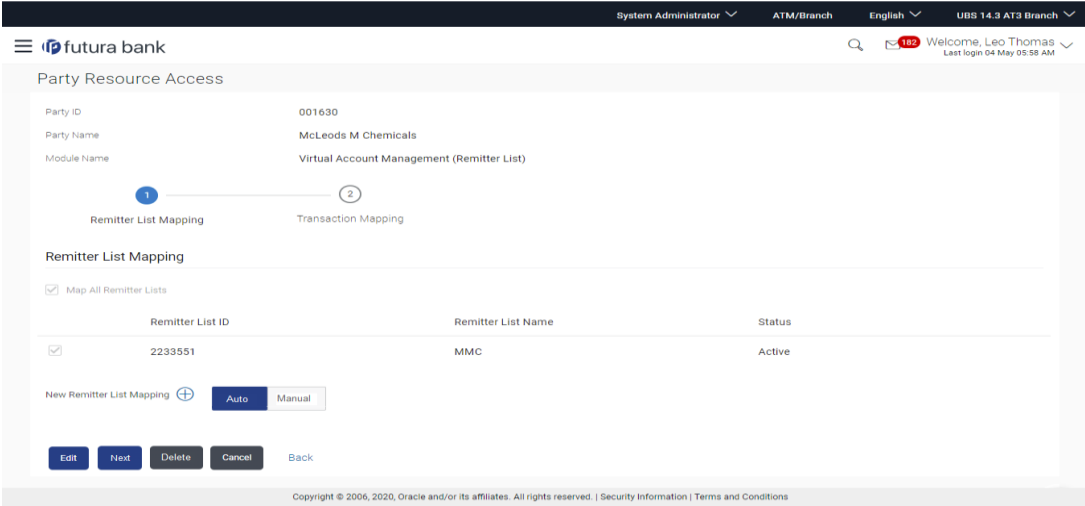 System Administrator ATM/Branch English UBS 14.3 AT3 Branch
futura bank 182 Welcome, Leo Thomas
Last login 04 May 05:58 AM
Party Resource Access
Party ID 001630
Party Name McLeods M Chemicals
Module Name Virtual Account Management (Remitter List)
1 2
Remitter List Mapping Transaction Mapping
Remitter List Mapping
Map All Remitter Lists
Remitter List ID Remitter List Name Status
2233551 MMC Active
New Remitter List Mapping Auto Manual
Edit Next Delete Cancel Back
Copyright © 2006, 2020, Oracle and/or its affiliates. All rights reserved. | Security Information | Terms and Conditions